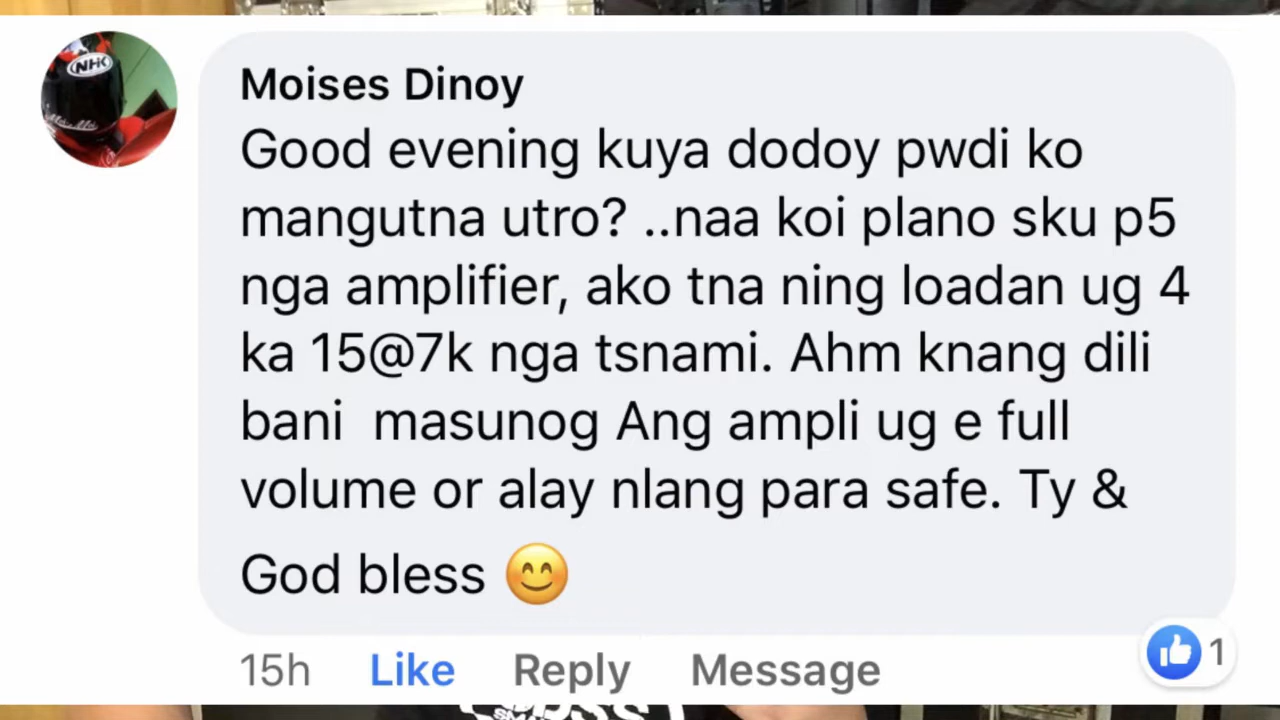 NHK
Moises Dinoy
Good evening kuya dodoy pwdi ko
mangutna utro? ..naa koi plano sku p5
nga amplifier, ako tna ning loadan ug 4
ka 15@7k nga tsnami. Ahm knang dili
bani  masunog Ang ampli ug e full
volume or alay nlang para safe. Ty &
God bless 😊
15h Like Reply Message 1